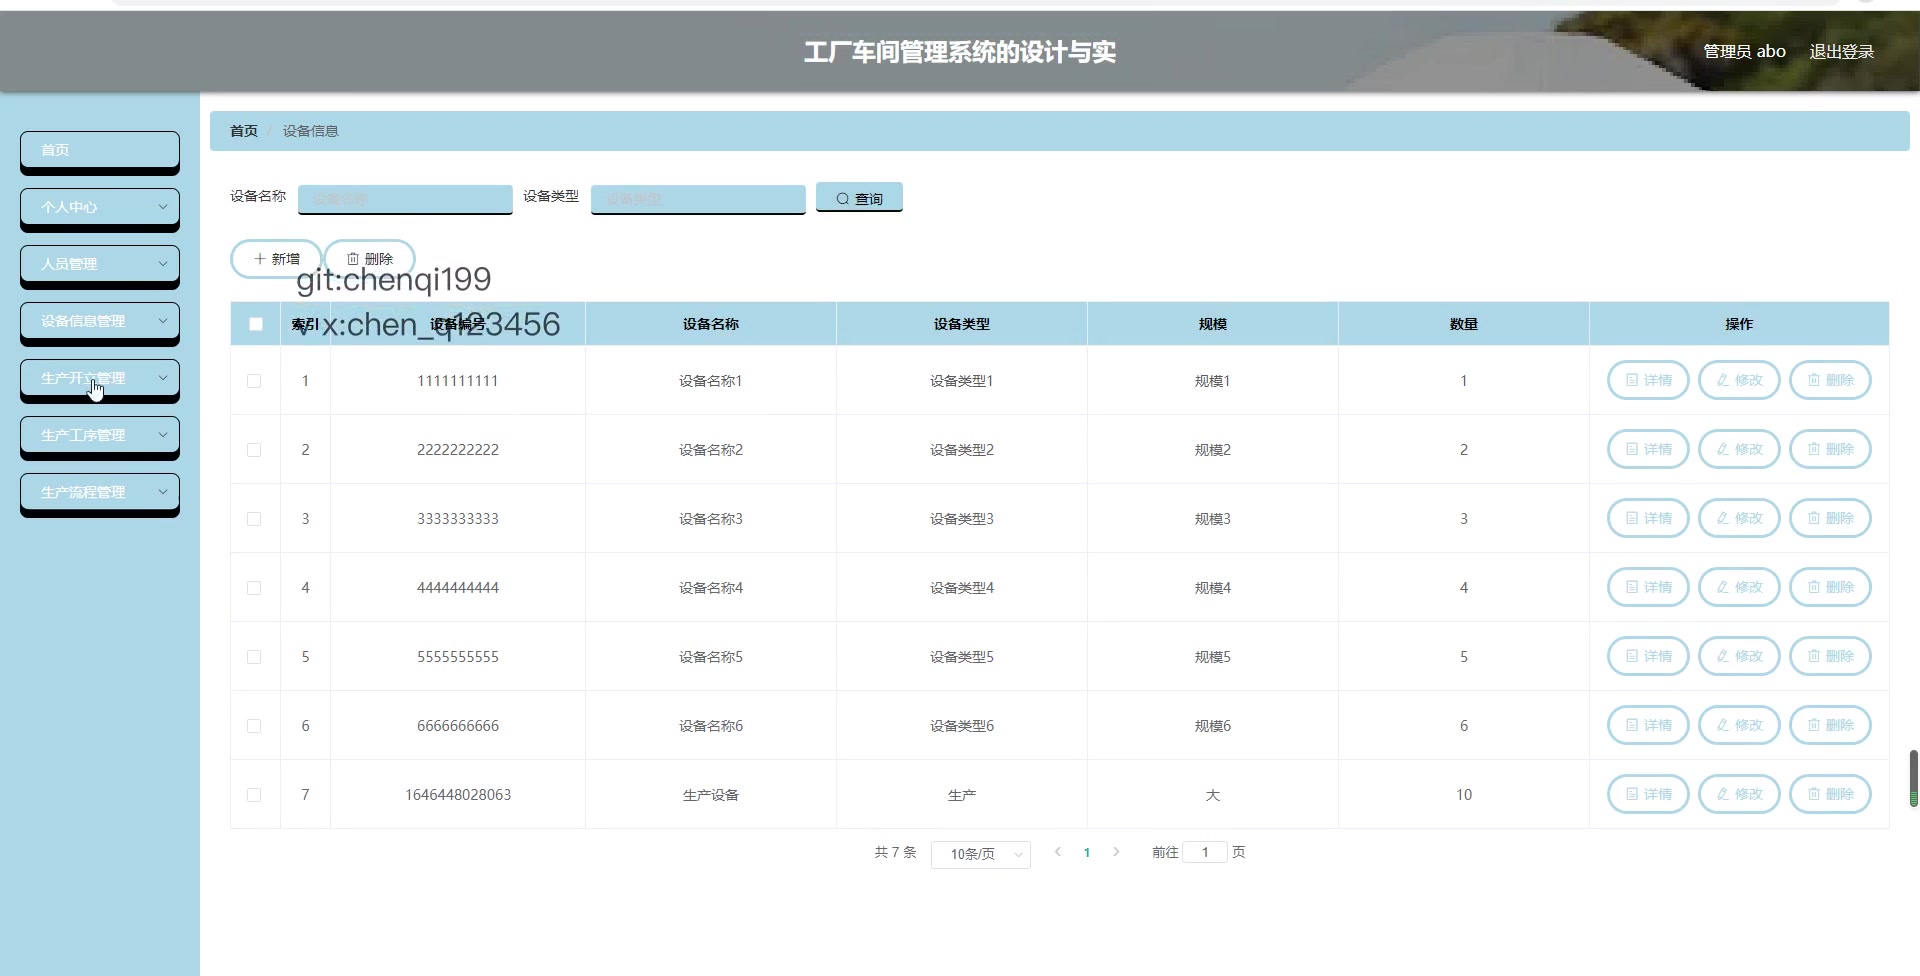 工厂车间管理系统的设计与实
管理员 abo 退出登录
首页
个人中心
人员管理
设备信息管理
生产开立管理
生产工序管理
生产流程管理
首页 / 设备信息
设备名称 设备名称 设备类型 设备类型 查询
新增 删除
git:chenqi199
v x:chen_q123456
索引 设备编号 设备名称 设备类型 规模 数量 操作
1 1111111111 设备名称1 设备类型1 规模1 1 详情 修改 删除
2 2222222222 设备名称2 设备类型2 规模2 2 详情 修改 删除
3 3333333333 设备名称3 设备类型3 规模3 3 详情 修改 删除
4 4444444444 设备名称4 设备类型4 规模4 4 详情 修改 删除
5 5555555555 设备名称5 设备类型5 规模5 5 详情 修改 删除
6 6666666666 设备名称6 设备类型6 规模6 6 详情 修改 删除
7 1646448028063 生产设备 生产 大 10 详情 修改 删除
共 7 条 10条/页 1 前往 1 页